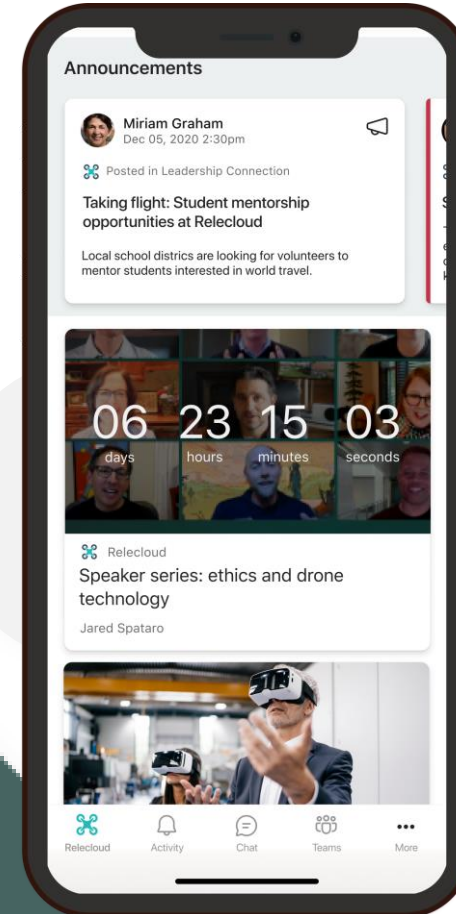 Announcements
Miriam Graham
Dec 05, 2020 2:30pm
Posted in Leadership Connection
Taking flight: Student mentorship
opportunities at Relecloud
Local school districs are looking for volunteers to
mentor students interested in world travel.
06 23 15 03
days hours minutes seconds
Relecloud
Speaker series: ethics and drone
technology
Jared Spataro
Relecloud Activity Chat Teams More